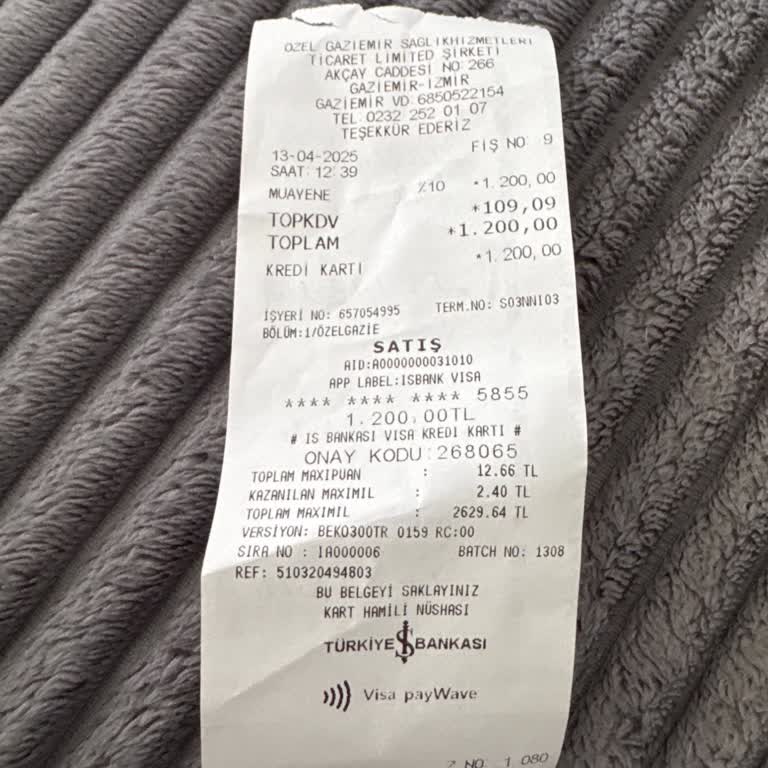 ÖZEL GAZİEMİR SAGLIKHİZMETLERİ
TİCARET LIMITED ŞİRKETİ
AKÇAY CADDESİ NO:266
GAZİEMİR-İZMİR
GAZİEMİR VD 6850522154
TEL:0232 252 01 07
TEŞEKKÜR EDERİZ
13-04-2025 FİŞ NO: 9
SAAT:12:39
MUAYENE %10 *1.200,00
TOPKDV *109,09
TOPLAM *1.200,00
KREDİ KARTI *1.200,00
İŞYERİ NO: 657054995 TERM.NO: S03NNI03
BÖLÜM:1/ÖZELGAZİE
SATIŞ
AID:A0000000031010
APP LABEL:ISBANK VISA
**** **** **** 5855
1.200,00TL
# IS BANKASI VISA KREDI KARTI #
ONAY KODU:268065
TOPLAM MAXIPUAN : 12.66 TL
KAZANILAN MAXIMIL : 2.40 TL
TOPLAM MAXIMIL : 2629.64 TL
VERSİYON: BEKO300TR 0159 RC:00
SIRA NO : IA000006 BATCH NO: 1308
REF: 510320494803
BU BELGEYİ SAKLAYINIZ
KART HAMİLİ NÜSHASI
TÜRKİYE İŞ BANKASI
Visa payWave
Z NO: 1.080